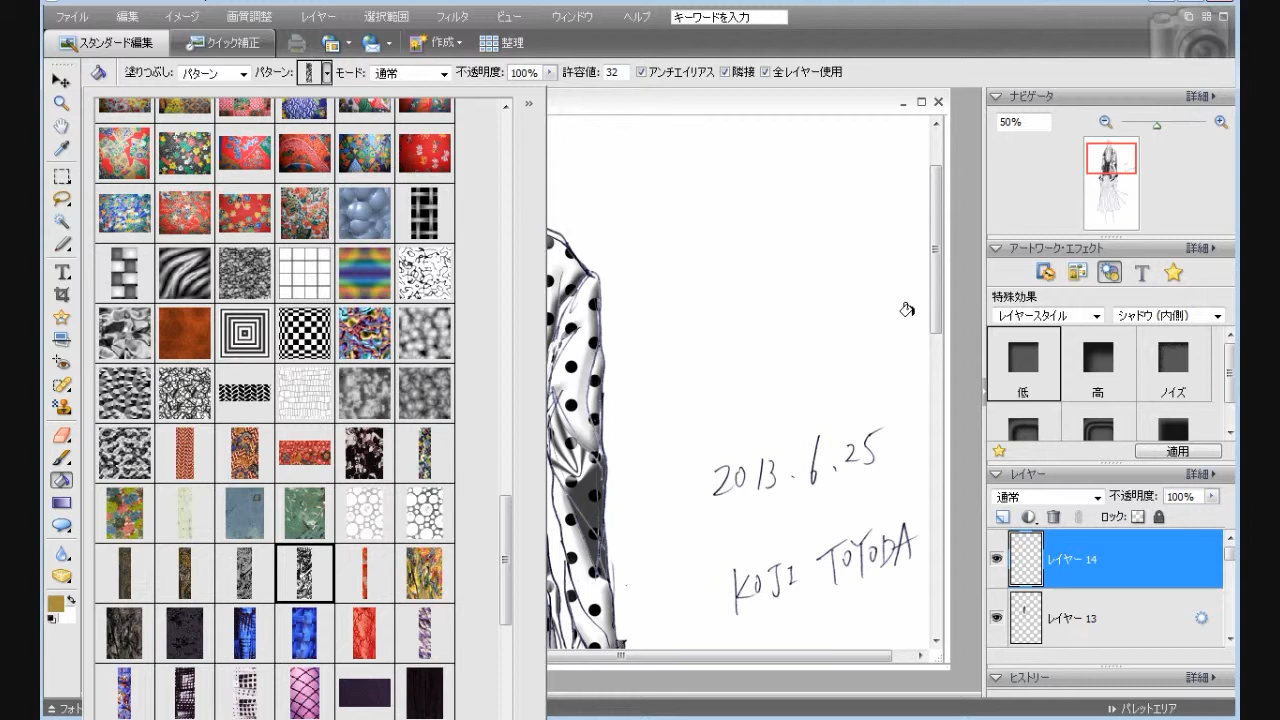 ファイル 編集 イメージ 画質調整 レイヤー 選択範囲 フィルタ ビュー ウィンドウ ヘルプ キーワードを入力
スタンダード編集 クイック補正 作成 整理
塗りつぶし: パターン パターン: モード: 通常 不透明度: 100% 許容値: 32 アンチエイリアス 隣接 全レイヤー使用
ナビゲータ 詳細
50%
アートワーク・エフェクト 詳細
特殊効果
レイヤースタイル シャドウ (内側)
低 高 ノイズ
適用
2013.6.25
KOJI TOYODA
レイヤー 詳細
通常 不透明度: 100%
ロック:
レイヤー 14
レイヤー 13
ヒストリー 詳細
フォト パレットエリア